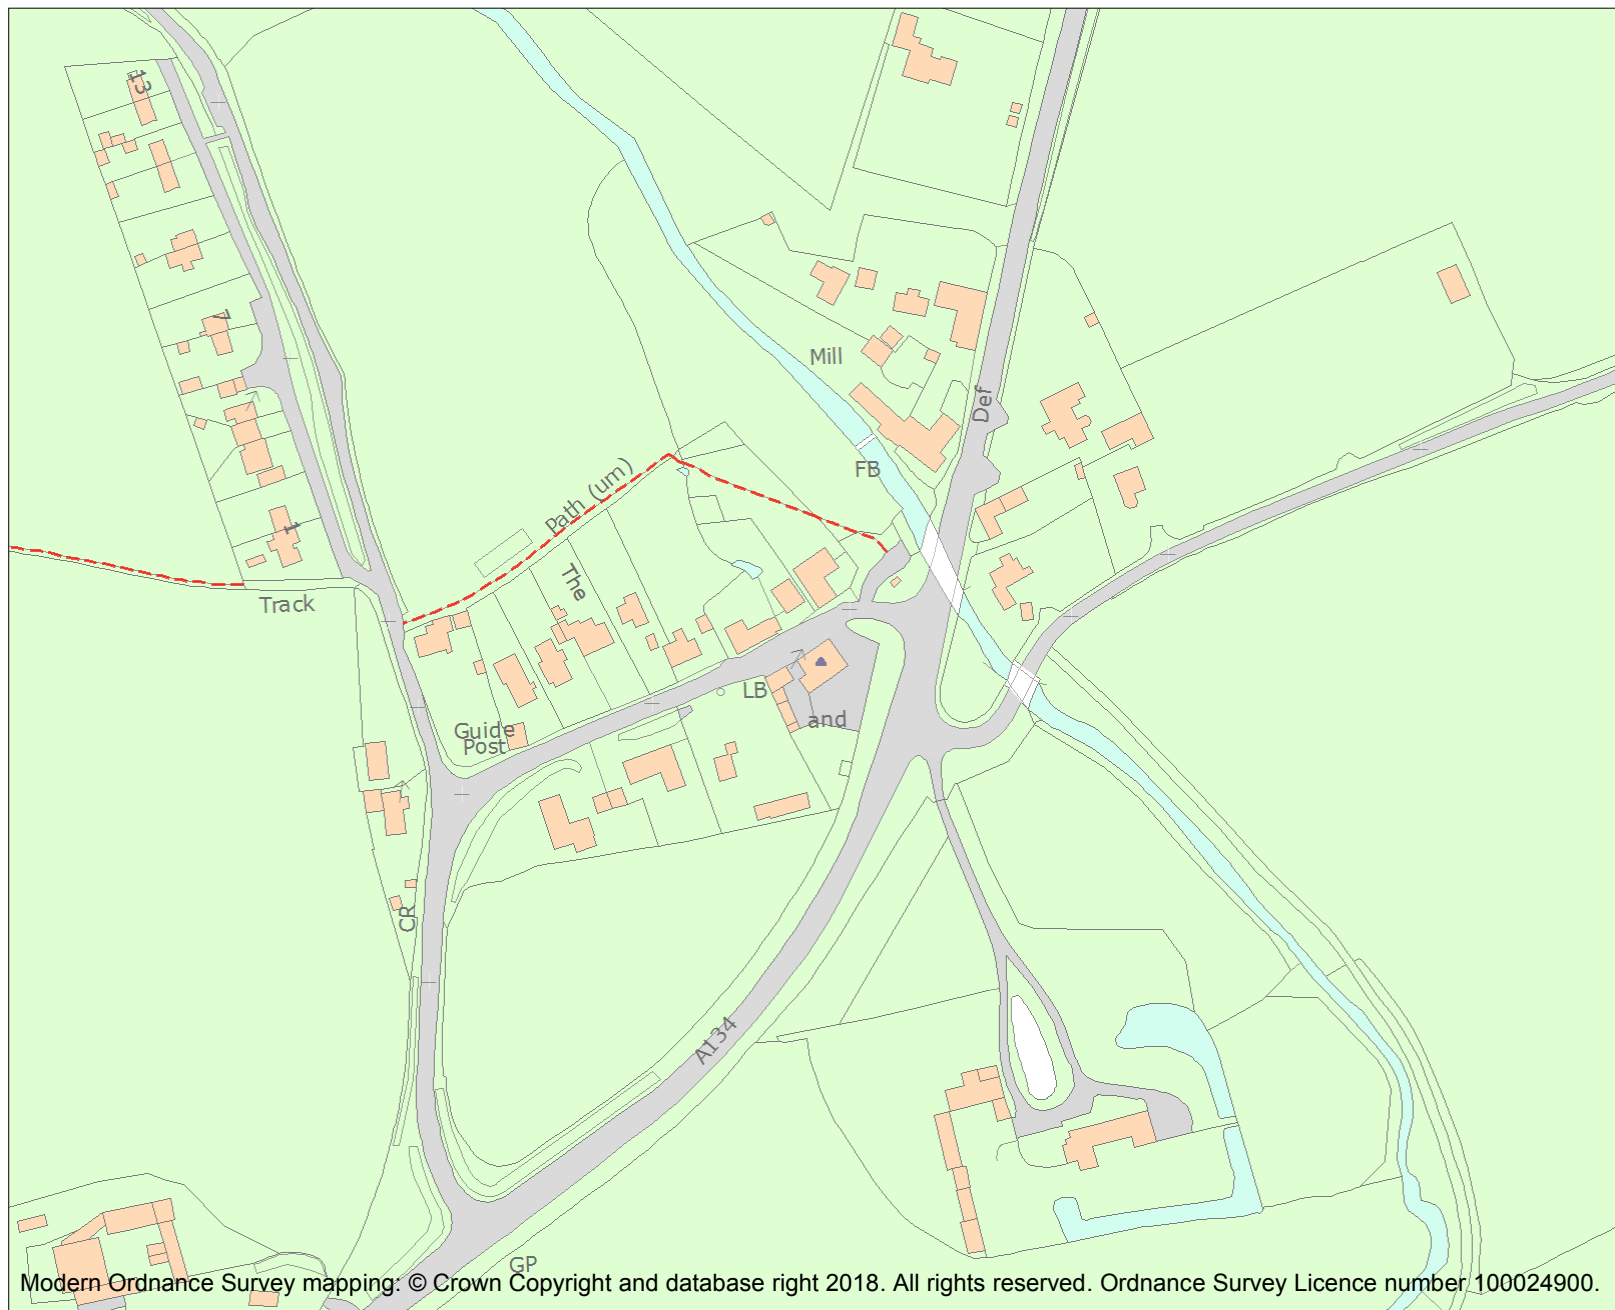 13
7
Mill
Def
FB
Path (um)
1
The
Track
LB
and
Guide
Post
CR
A134
GP
Modern Ordnance Survey mapping: © Crown Copyright and database right 2018. All rights reserved. Ordnance Survey Licence number 100024900.